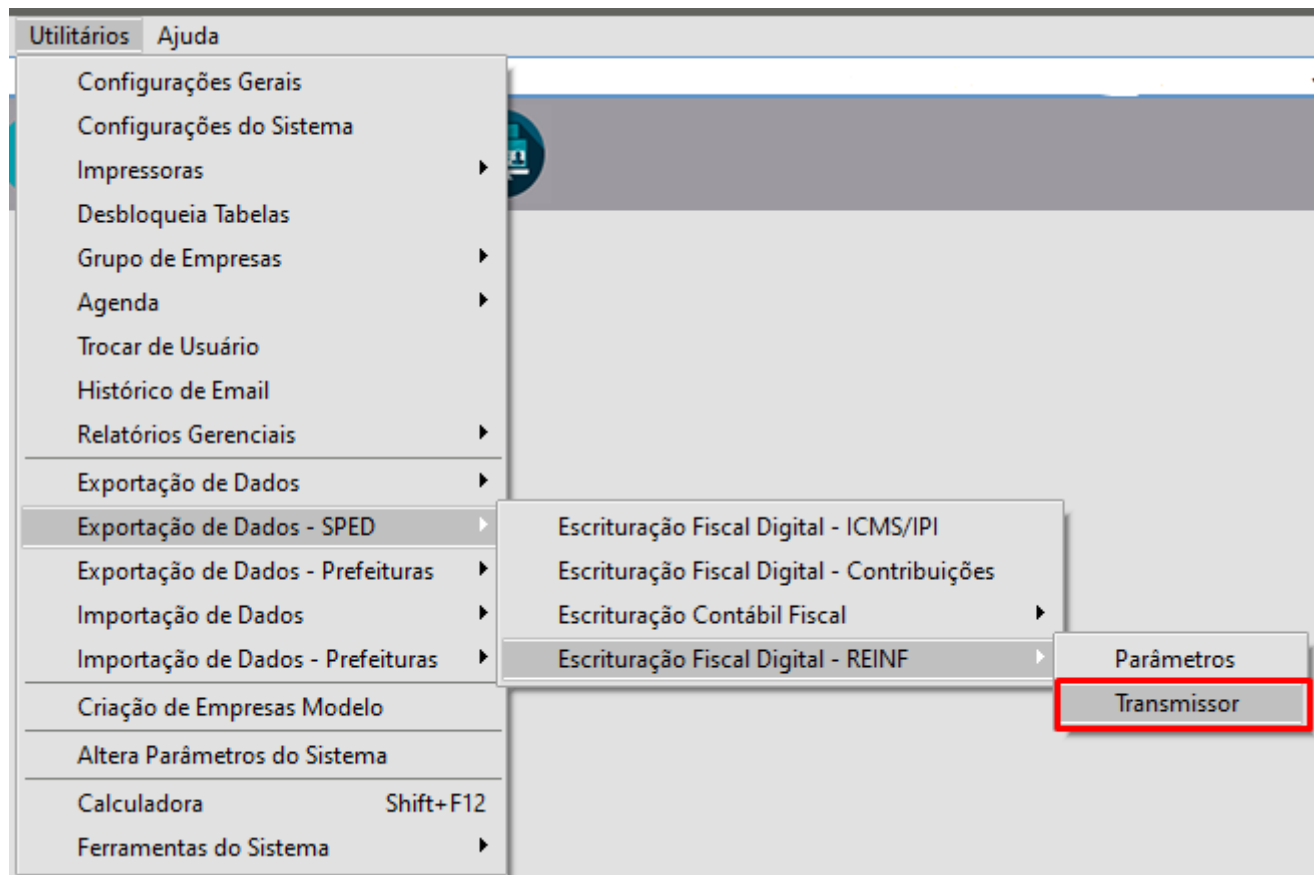 Utilitários Ajuda
Configurações Gerais
Configurações do Sistema
Impressoras
Desbloqueia Tabelas
Grupo de Empresas
Agenda
Trocar de Usuário
Histórico de Email
Relatórios Gerenciais
Exportação de Dados
Exportação de Dados - SPED
Exportação de Dados - Prefeituras
Importação de Dados
Importação de Dados - Prefeituras
Criação de Empresas Modelo
Altera Parâmetros do Sistema
Calculadora Shift+F12
Ferramentas do Sistema
Escrituração Fiscal Digital - ICMS/IPI
Escrituração Fiscal Digital - Contribuições
Escrituração Contábil Fiscal
Escrituração Fiscal Digital - REINF
Parâmetros
Transmissor